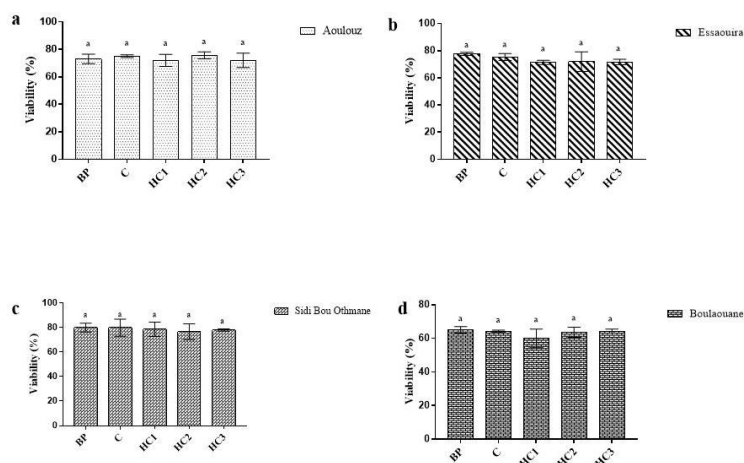 a
Aoulouz
a a a a a
100
80
60
40
20
0
Viability (%)
BP C HC1 HC2 HC3
b
Essaouira
a a a a a
100
80
60
40
20
0
Viability (%)
BP C HC1 HC2 HC3
c
Sidi Bou Othmane
a a a a a
100
80
60
40
20
0
Viability (%)
BP C HC1 HC2 HC3
d
Boulaouane
a a a a a
80
60
40
20
0
Viability (%)
BP C HC1 HC2 HC3